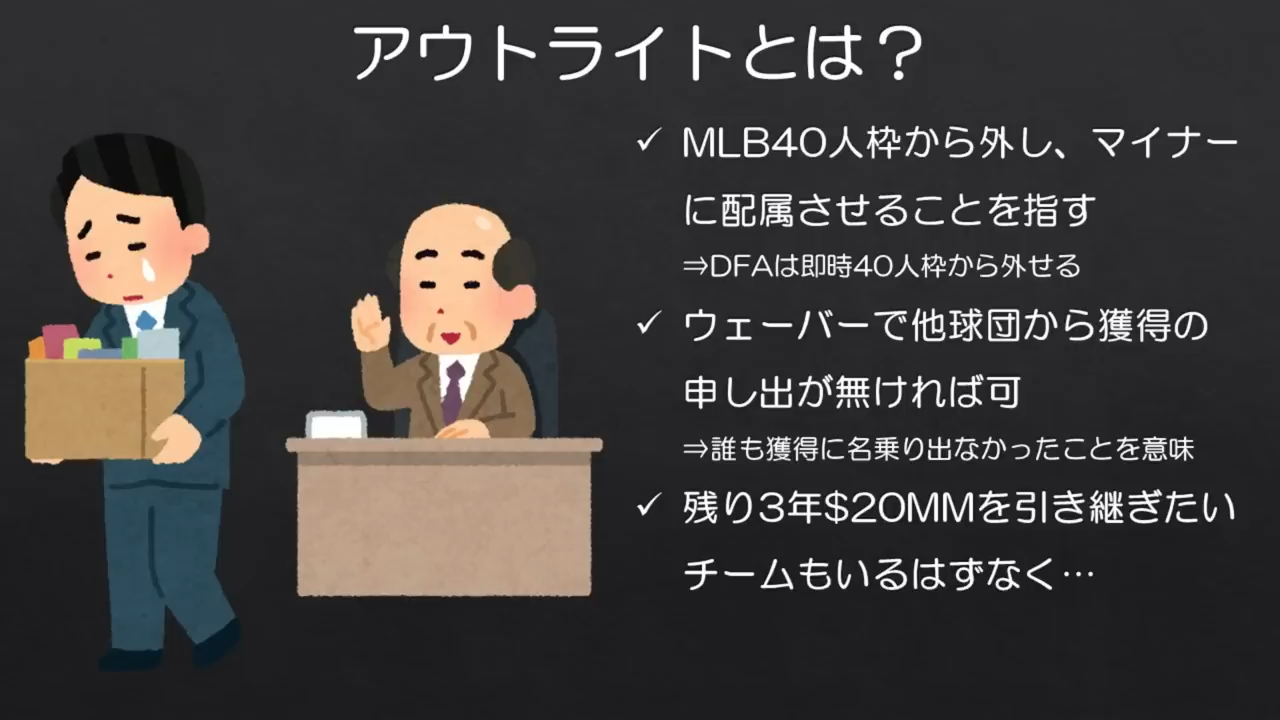 アウトライトとは？
✓ MLB40人枠から外し、マイナー
に配属させることを指す
⇒DFAは即時40人枠から外せる
✓ ウェーバーで他球団から獲得の
申し出が無ければ可
⇒誰も獲得に名乗り出なかったことを意味
✓ 残り3年$20MMを引き継ぎたい
チームもいるはずなく…